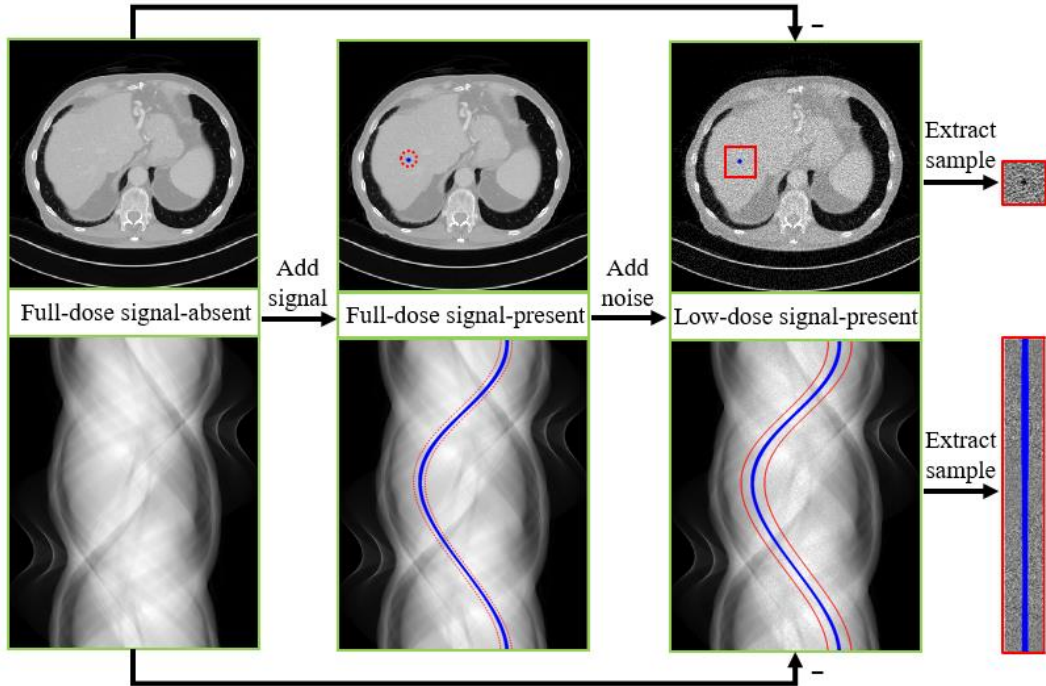 –
Extract
sample
Add
signal
Add
noise
Full-dose signal-absent
Full-dose signal-present
Low-dose signal-present
Extract
sample
–